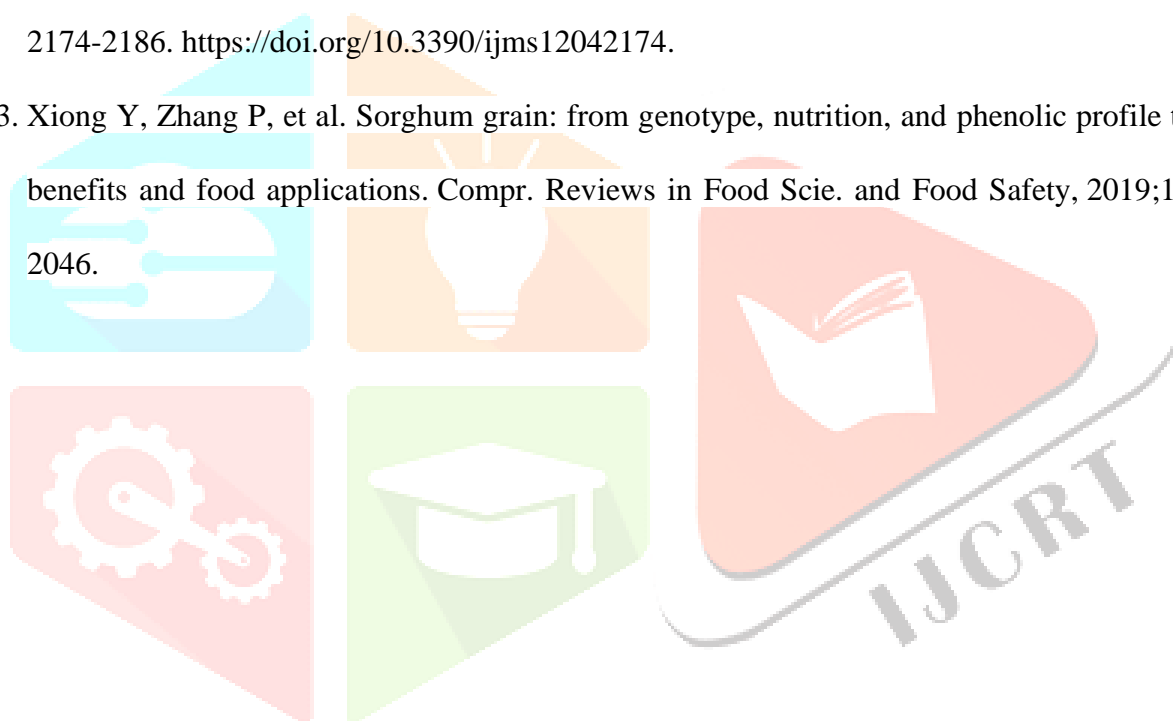 2174-2186. https://doi.org/10.3390/ijms12042174.
3. Xiong Y, Zhang P, et al. Sorghum grain: from genotype, nutrition, and phenolic profile
benefits and food applications. Compr. Reviews in Food Scie. and Food Safety, 2019;1
2046.
IJCRT